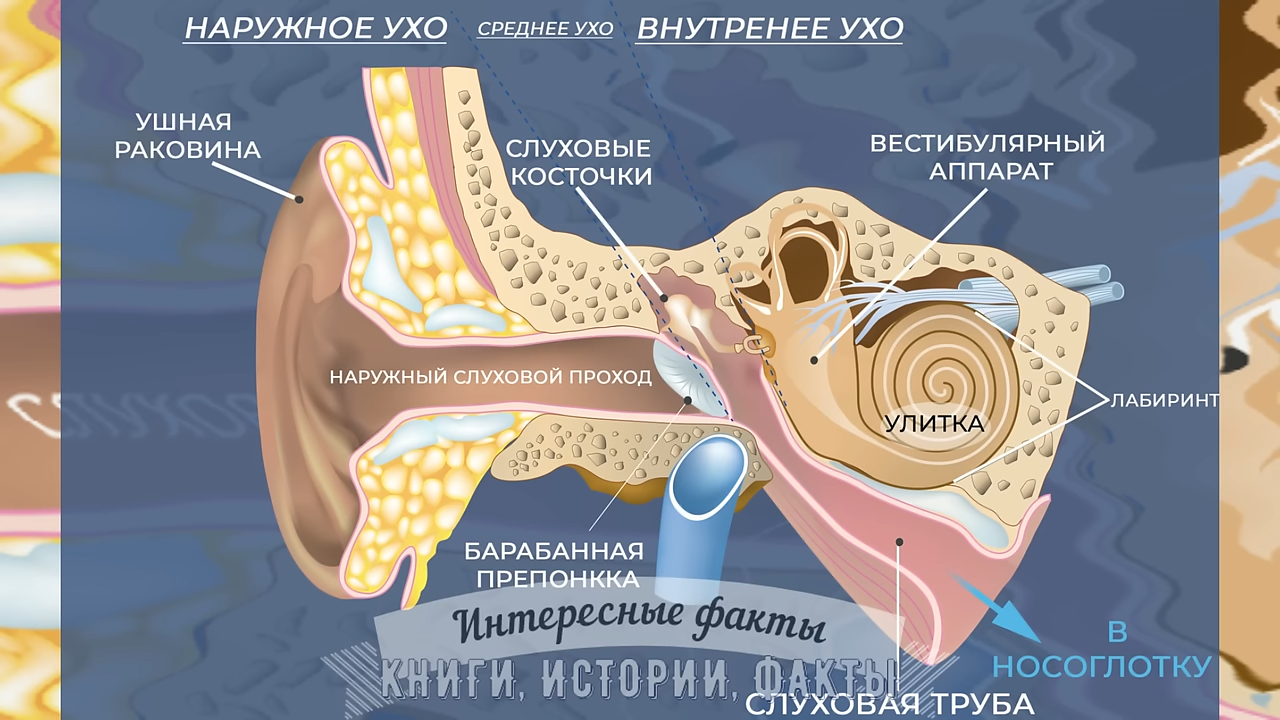 НАРУЖНОЕ УХО
СРЕДНЕЕ УХО
ВНУТРЕНЕЕ УХО
УШНАЯ
РАКОВИНА
СЛУХОВЫЕ
КОСТОЧКИ
ВЕСТИБУЛЯРНЫЙ
АППАРАТ
НАРУЖНЫЙ СЛУХОВОЙ ПРОХОД
ЛАБИРИНТ
УЛИТКА
БАРАБАННАЯ
ПРЕПОНККА
Интересные факты
КНИГИ, ИСТОРИИ, ФАКТЫ
В
НОСОГЛОТКУ
СЛУХОВАЯ ТРУБА